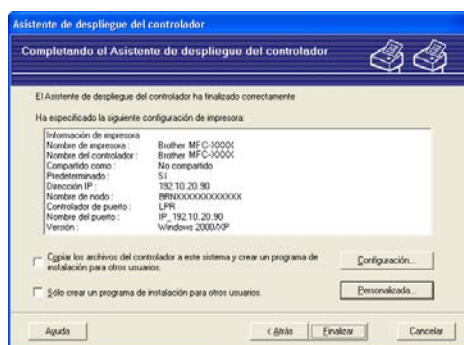 Asistente de despliegue del controlador
Completando el Asistente de despliegue del controlador
El Asistente de despliegue del controlador ha finalizado correctamente
Ha especificado la siguiente configuración de impresora:
Información de impresora
Nombre de impresora : Brother MFC-XXXX
Nombre del controlador : Brother MFC-XXXX
Compartido como : No compartido
Predeterminado : Sí
Dirección IP : 192.10.20.90
Nombre de nodo : BRNXXXXXXXXXXXX
Controlador de puerto : LPR
Nombre del puerto : IP_192.10.20.90
Versión : Windows 2000/XP
Copiar los archivos del controlador a este sistema y crear un programa de
instalación para otros usuarios.
Configuración...
Sólo crear un programa de instalación para otros usuarios.
Personalizada...
Ayuda
< Atrás
Finalizar
Cancelar